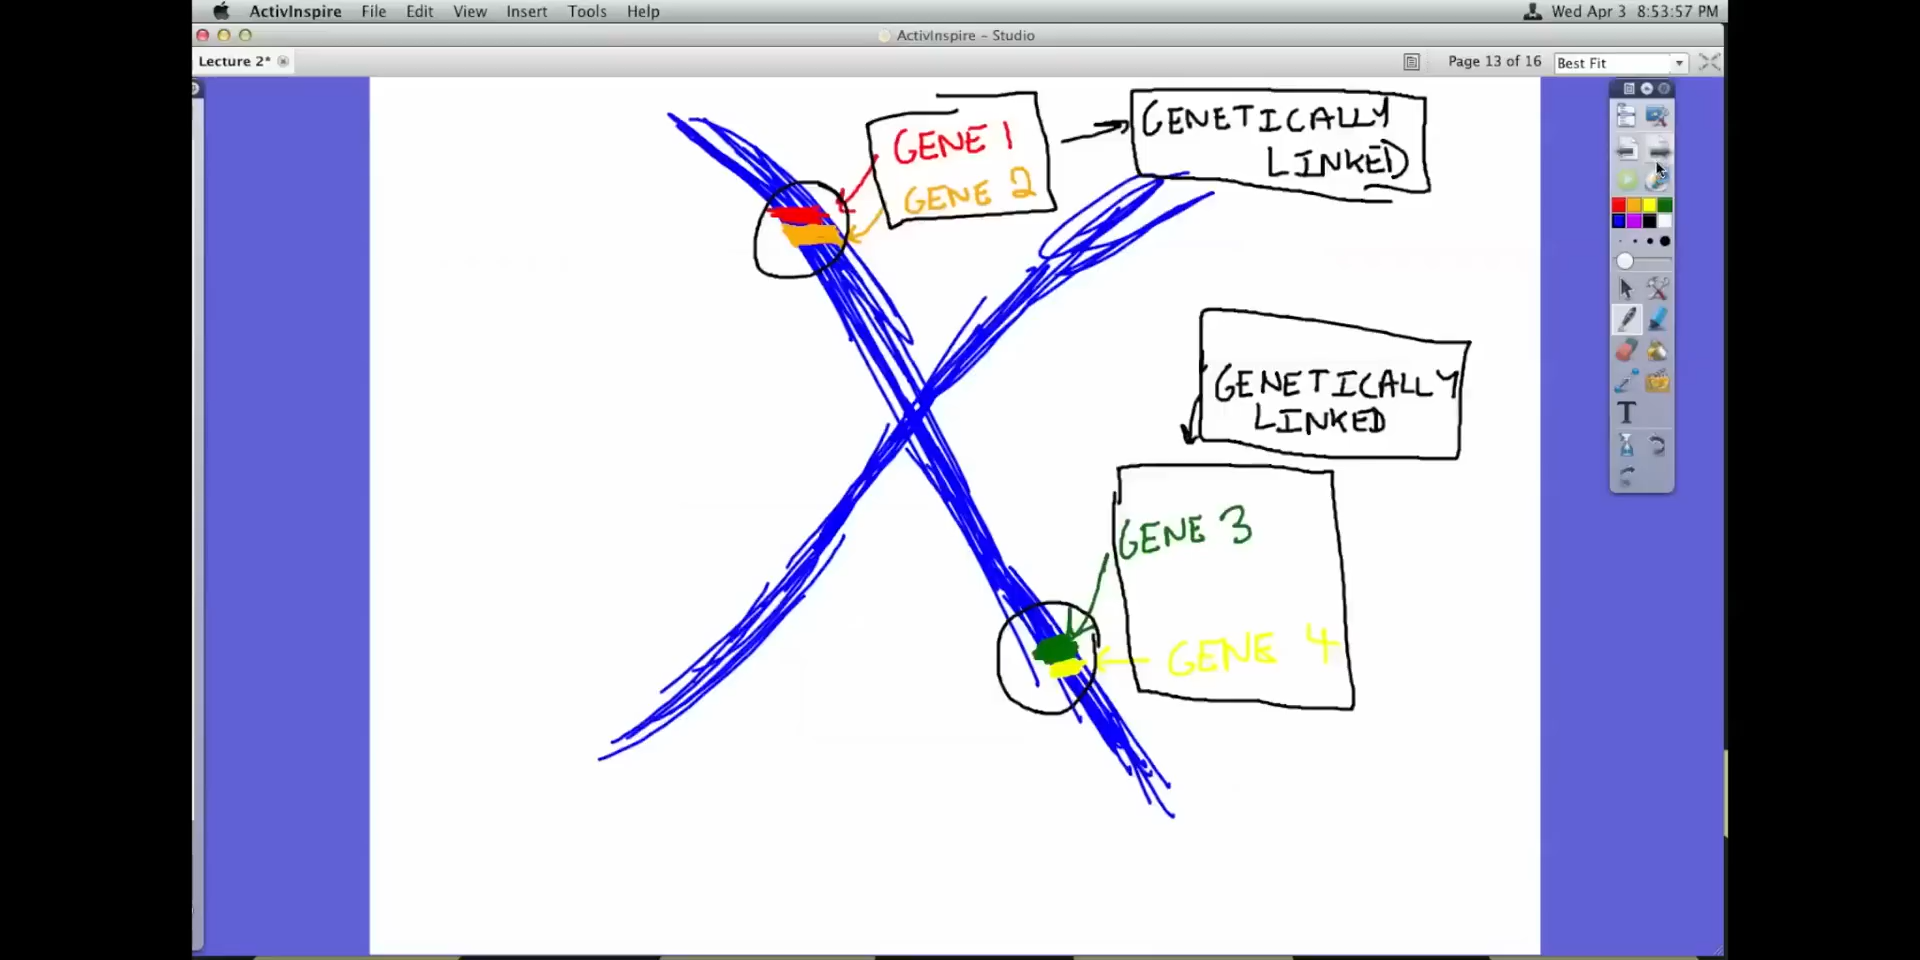 ActivInspire File Edit View Insert Tools Help Wed Apr 3 8:53:57 PM
ActivInspire - Studio
Lecture 2* Page 13 of 16 Best Fit
GENE 1
GENE 2
GENETICALLY
LINKED
GENETICALLY
LINKED
GENE 3
GENE 4
T